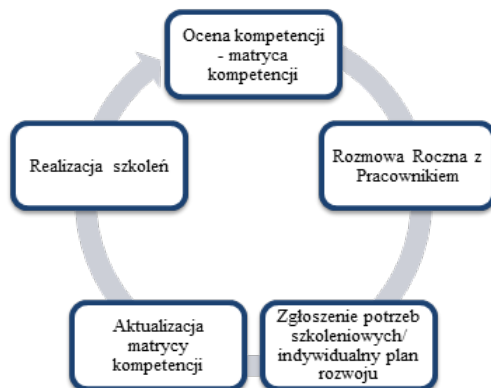 Ocena kompetencji
- matryca
kompetencji
Rozmowa Roczna z
Pracownikiem
Zgłoszenie potrzeb
szkoleniowych/
indywidualny plan
rozwoju
Aktualizacja
matrycy
kompetencji
Realizacja szkoleń